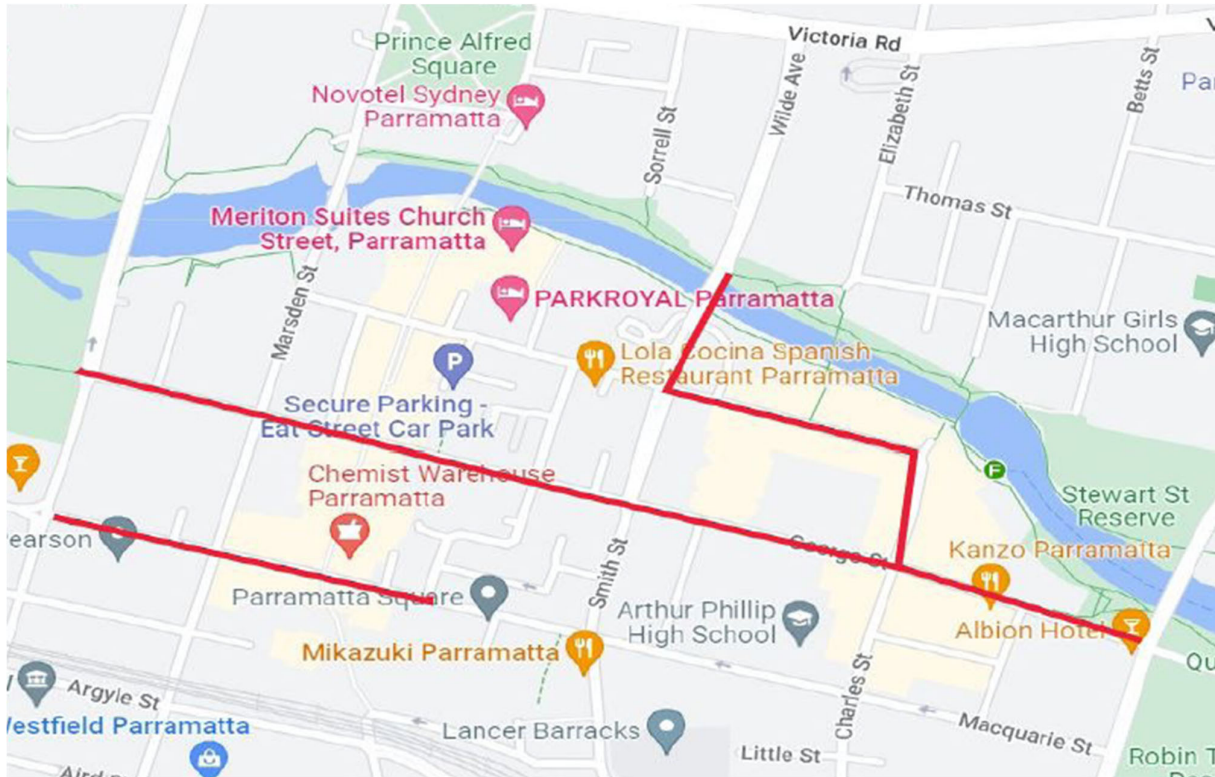 Victoria Rd
Prince Alfred
Square
Novotel Sydney
Parramatta
Sorrell St
Wilde Ave
Elizabeth St
Betts St
Pa
Thomas St
Meriton Suites Church
Street, Parramatta
Marsden St
PARKROYAL Parramatta
Macarthur Girls
High School
Lola Cocina Spanish
Restaurant Parramatta
P
Secure Parking -
Eat Street Car Park
Chemist Warehouse
Parramatta
F
Stewart St
Reserve
earson
George St
Kanzo Parramatta
Smith St
Parramatta Square
Arthur Phillip
High School
Albion Hotel
Mikazuki Parramatta
Qu
Charles St
Argyle St
Westfield Parramatta
Lancer Barracks
Macquarie St
Little St
Robin T